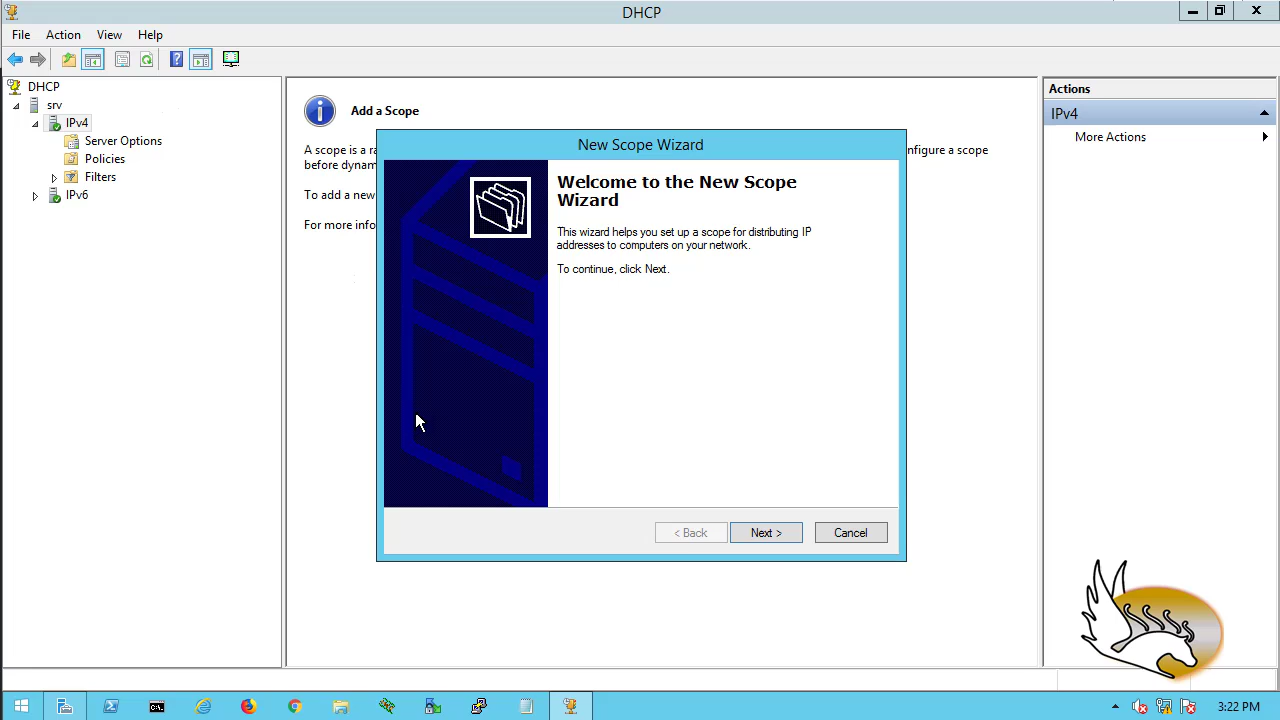 DHCP
File Action View Help
DHCP
srv
IPv4
Server Options
Policies
Filters
IPv6
Add a Scope
A scope is a ra
nfigure a scope
before dynam
To add a new
For more info
New Scope Wizard
Welcome to the New Scope
Wizard
This wizard helps you set up a scope for distributing IP
addresses to computers on your network.
To continue, click Next.
< Back
Next >
Cancel
Actions
IPv4
More Actions
3:22 PM